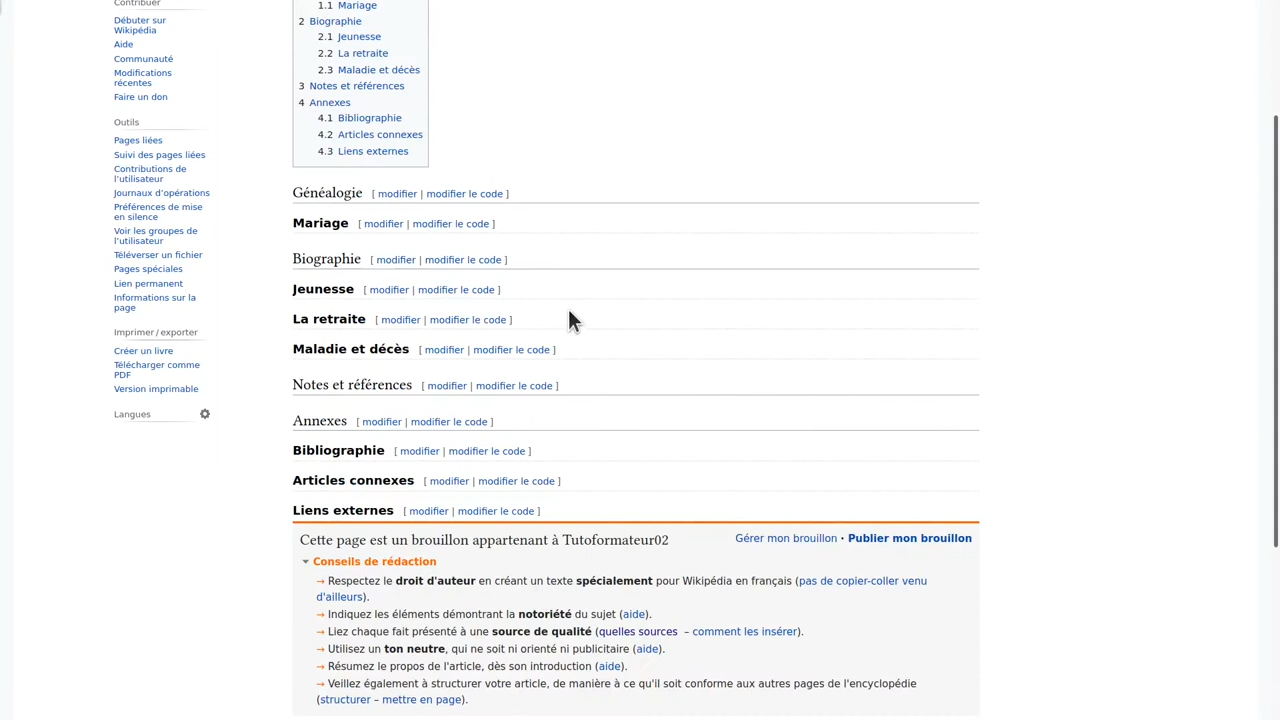 Contribuer
Débuter sur
Wikipédia
Aide
Communauté
Modifications
récentes
Faire un don
Outils
Pages liées
Suivi des pages liées
Contributions de
l'utilisateur
Journaux d'opérations
Préférences de mise
en silence
Voir les groupes de
l'utilisateur
Téléverser un fichier
Pages spéciales
Lien permanent
Informations sur la
page
Imprimer / exporter
Créer un livre
Télécharger comme
PDF
Version imprimable
Langues
1.1 Mariage
2 Biographie
2.1 Jeunesse
2.2 La retraite
2.3 Maladie et décès
3 Notes et références
4 Annexes
4.1 Bibliographie
4.2 Articles connexes
4.3 Liens externes
Généalogie [ modifier | modifier le code ]
Mariage [ modifier | modifier le code ]
Biographie [ modifier | modifier le code ]
Jeunesse [ modifier | modifier le code ]
La retraite [ modifier | modifier le code ]
Maladie et décès [ modifier | modifier le code ]
Notes et références [ modifier | modifier le code ]
Annexes [ modifier | modifier le code ]
Bibliographie [ modifier | modifier le code ]
Articles connexes [ modifier | modifier le code ]
Liens externes [ modifier | modifier le code ]
Cette page est un brouillon appartenant à Tutoformateur02 Gérer mon brouillon · Publier mon brouillon
Conseils de rédaction
→ Respectez le droit d'auteur en créant un texte spécialement pour Wikipédia en français (pas de copier-coller venu
d'ailleurs).
→ Indiquez les éléments démontrant la notoriété du sujet (aide).
→ Liez chaque fait présenté à une source de qualité (quelles sources – comment les insérer).
→ Utilisez un ton neutre, qui ne soit ni orienté ni publicitaire (aide).
→ Résumez le propos de l'article, dès son introduction (aide).
→ Veillez également à structurer votre article, de manière à ce qu'il soit conforme aux autres pages de l'encyclopédie
(structurer – mettre en page).